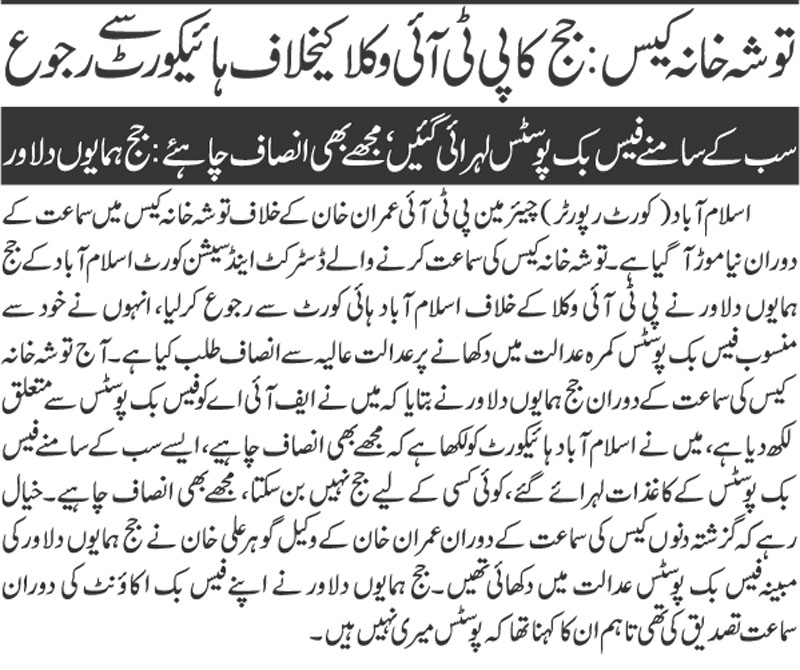 توشہ خانہ کیس: جج کا پی ٹی آئی وکلا کیخلاف ہائیکورٹ سے رجوع
سب کے سامنے فیس بک پوسٹس لہرائی گئیں، مجھے بھی انصاف چاہئے: جج ہمایوں دلاور
اسلام آباد (کورٹ رپورٹر) چیئرمین پی ٹی آئی عمران خان کے خلاف توشہ خانہ کیس میں سماعت کے
دوران نیا موڑ آ گیا ہے۔ توشہ خانہ کیس کی سماعت کرنے والے ڈسٹرکٹ اینڈ سیشن کورٹ اسلام آباد کے جج
ہمایوں دلاور نے پی ٹی آئی وکلا کے خلاف اسلام آباد ہائی کورٹ سے رجوع کرلیا، انہوں نے خود سے
منسوب فیس بک پوسٹس کمرہ عدالت میں دکھانے پر عدالت عالیہ سے انصاف طلب کیا ہے۔ آج توشہ خانہ
کیس کی سماعت کے دوران جج ہمایوں دلاور نے بتایا کہ میں نے ایف آئی اے کو فیس بک پوسٹس سے متعلق
لکھ دیا ہے، میں نے اسلام آباد ہائیکورٹ کو لکھا ہے کہ مجھے بھی انصاف چاہیے، ایسے سب کے سامنے فیس
بک پوسٹس کے کاغذات لہرائے گئے، کوئی کسی کے لیے جج نہیں بن سکتا، مجھے بھی انصاف چاہیے۔ خیال
رہے کہ گزشتہ دنوں کیس کی سماعت کے دوران عمران خان کے وکیل گوہر علی خان نے جج ہمایوں دلاور کی
مبینہ فیس بک پوسٹس عدالت میں دکھائی تھیں۔ جج ہمایوں دلاور نے اپنے فیس بک اکاؤنٹ کی دوران
سماعت تصدیق کی تھی تاہم ان کا کہنا تھا کہ پوسٹس میری نہیں ہیں۔